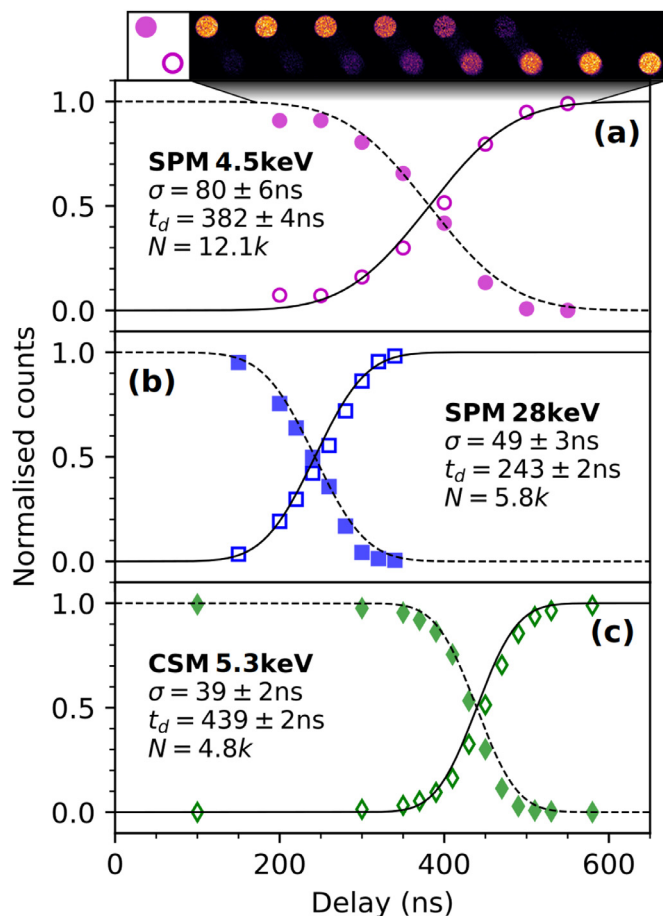 (a)
1.0
SPM 4.5keV
σ = 80 ± 6ns
t_d = 382 ± 4ns
N = 12.1k
0.5
0.0
1.0
(b)
SPM 28keV
σ = 49 ± 3ns
t_d = 243 ± 2ns
N = 5.8k
0.5
0.0
Normalised counts
1.0
(c)
CSM 5.3keV
σ = 39 ± 2ns
t_d = 439 ± 2ns
N = 4.8k
0.5
0.0
0 200 400 600
Delay (ns)